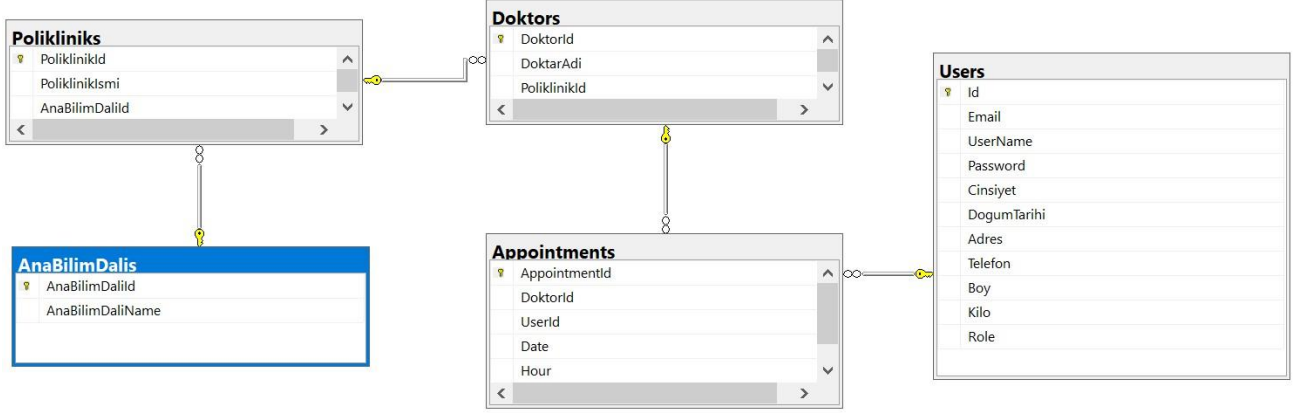 Polikliniks
PoliklinikId
PoliklinikIsmi
AnaBilimDaliId
Doktors
DoktorId
DoktarAdi
PoliklinikId
Users
Id
Email
UserName
Password
Cinsiyet
DogumTarihi
Adres
Telefon
Boy
Kilo
Role
AnaBilimDalis
AnaBilimDaliId
AnaBilimDaliName
Appointments
AppointmentId
DoktorId
UserId
Date
Hour